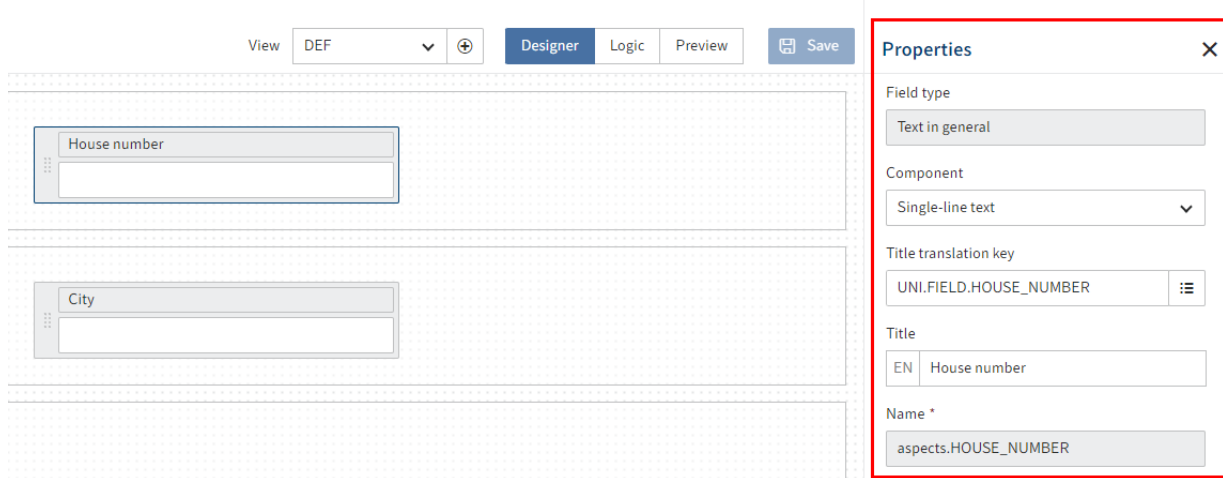 View DEF Designer Logic Preview Save
House number
City
Properties
Field type
Text in general
Component
Single-line text
Title translation key
UNI.FIELD.HOUSE_NUMBER
Title
EN House number
Name *
aspects.HOUSE_NUMBER